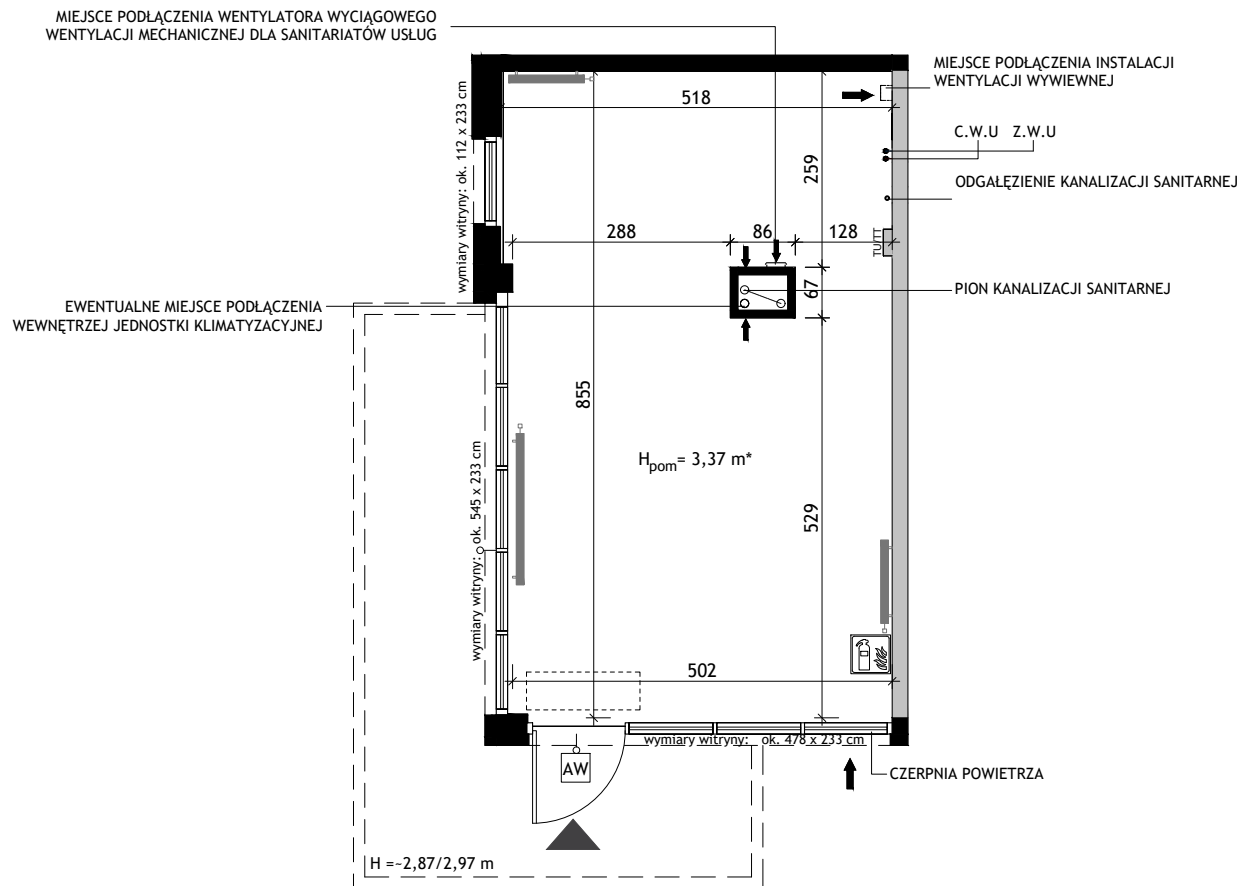 MIEJSCE PODŁĄCZENIA WENTYLATORA WYCIĄGOWEGO
WENTYLACJI MECHANICZNEJ DLA SANITARIATÓW USŁUG
MIEJSCE PODŁĄCZENIA INSTALACJI
WENTYLACJI WYWIEWNEJ
518
C.W.U Z.W.U
wymiary witryny: ok. 112 x 233 cm
259
ODGAŁĘZIENIE KANALIZACJI SANITARNEJ
288
86
128
TU/TT
67
PION KANALIZACJI SANITARNEJ
EWENTUALNE MIEJSCE PODŁĄCZENIA
WEWNĘTRZEJ JEDNOSTKI KLIMATYZACYJNEJ
855
Hpom= 3,37 m*
529
wymiary witryny: ok. 545 x 233 cm
502
wymiary witryny: ok. 478 x 233 cm
AW
CZERPNIA POWIETRZA
H =~2,87/2,97 m